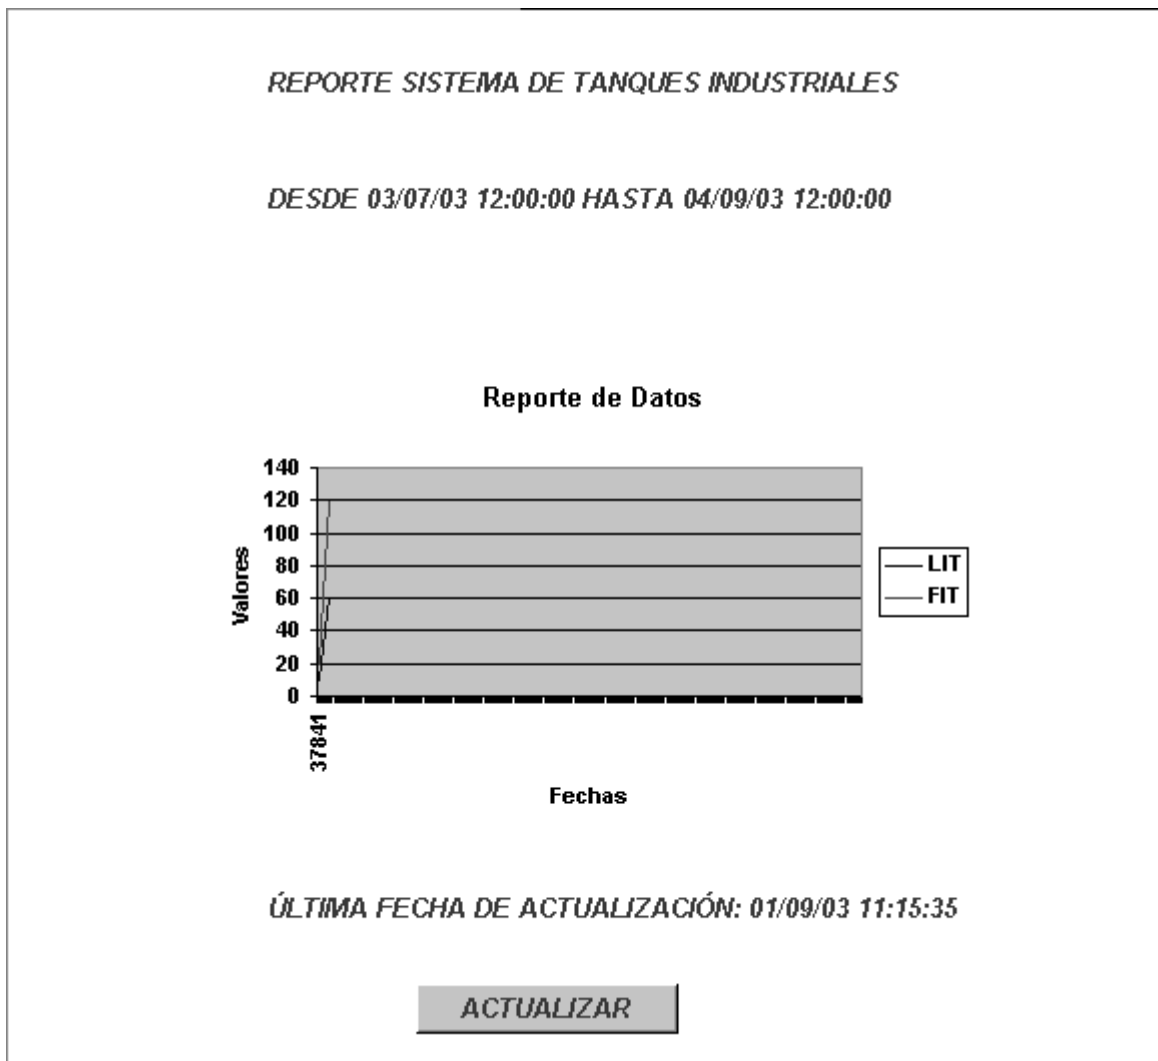 REPORTE SISTEMA DE TANQUES INDUSTRIALES
DESDE 03/07/03 12:00:00 HASTA 04/09/03 12:00:00
Reporte de Datos
140
120
100
80
60
40
20
0
Valores
37841
Fechas
LIT
FIT
ÚLTIMA FECHA DE ACTUALIZACIÓN: 01/09/03 11:15:35
ACTUALIZAR